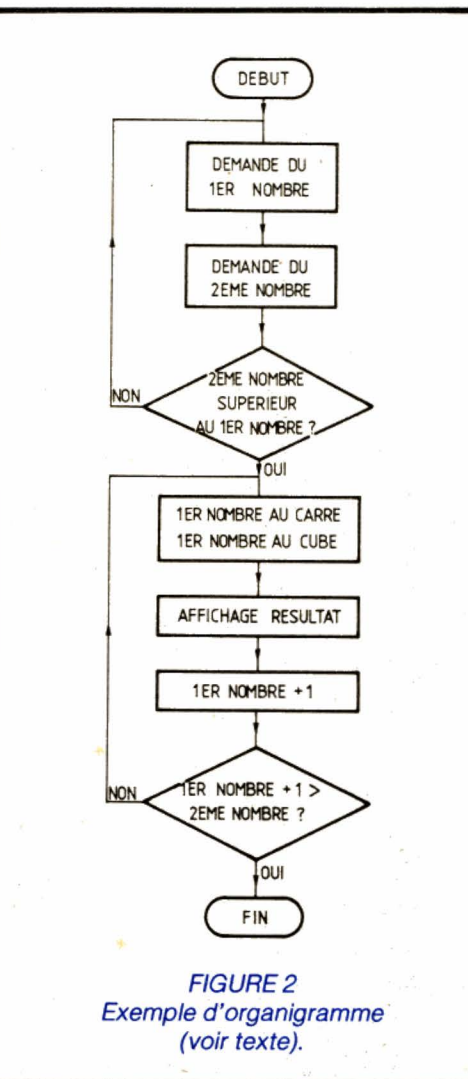 DEBUT
DEMANDE DU
1ER NOMBRE
DEMANDE DU
2EME NOMBRE
2EME NOMBRE
SUPERIEUR
AU 1ER NOMBRE ?
NON
OUI
1ER NOMBRE AU CARRE
1ER NOMBRE AU CUBE
AFFICHAGE RESULTAT
1ER NOMBRE +1
1ER NOMBRE +1 >
2EME NOMBRE ?
NON
OUI
FIN
FIGURE 2
Exemple d'organigramme
(voir texte).